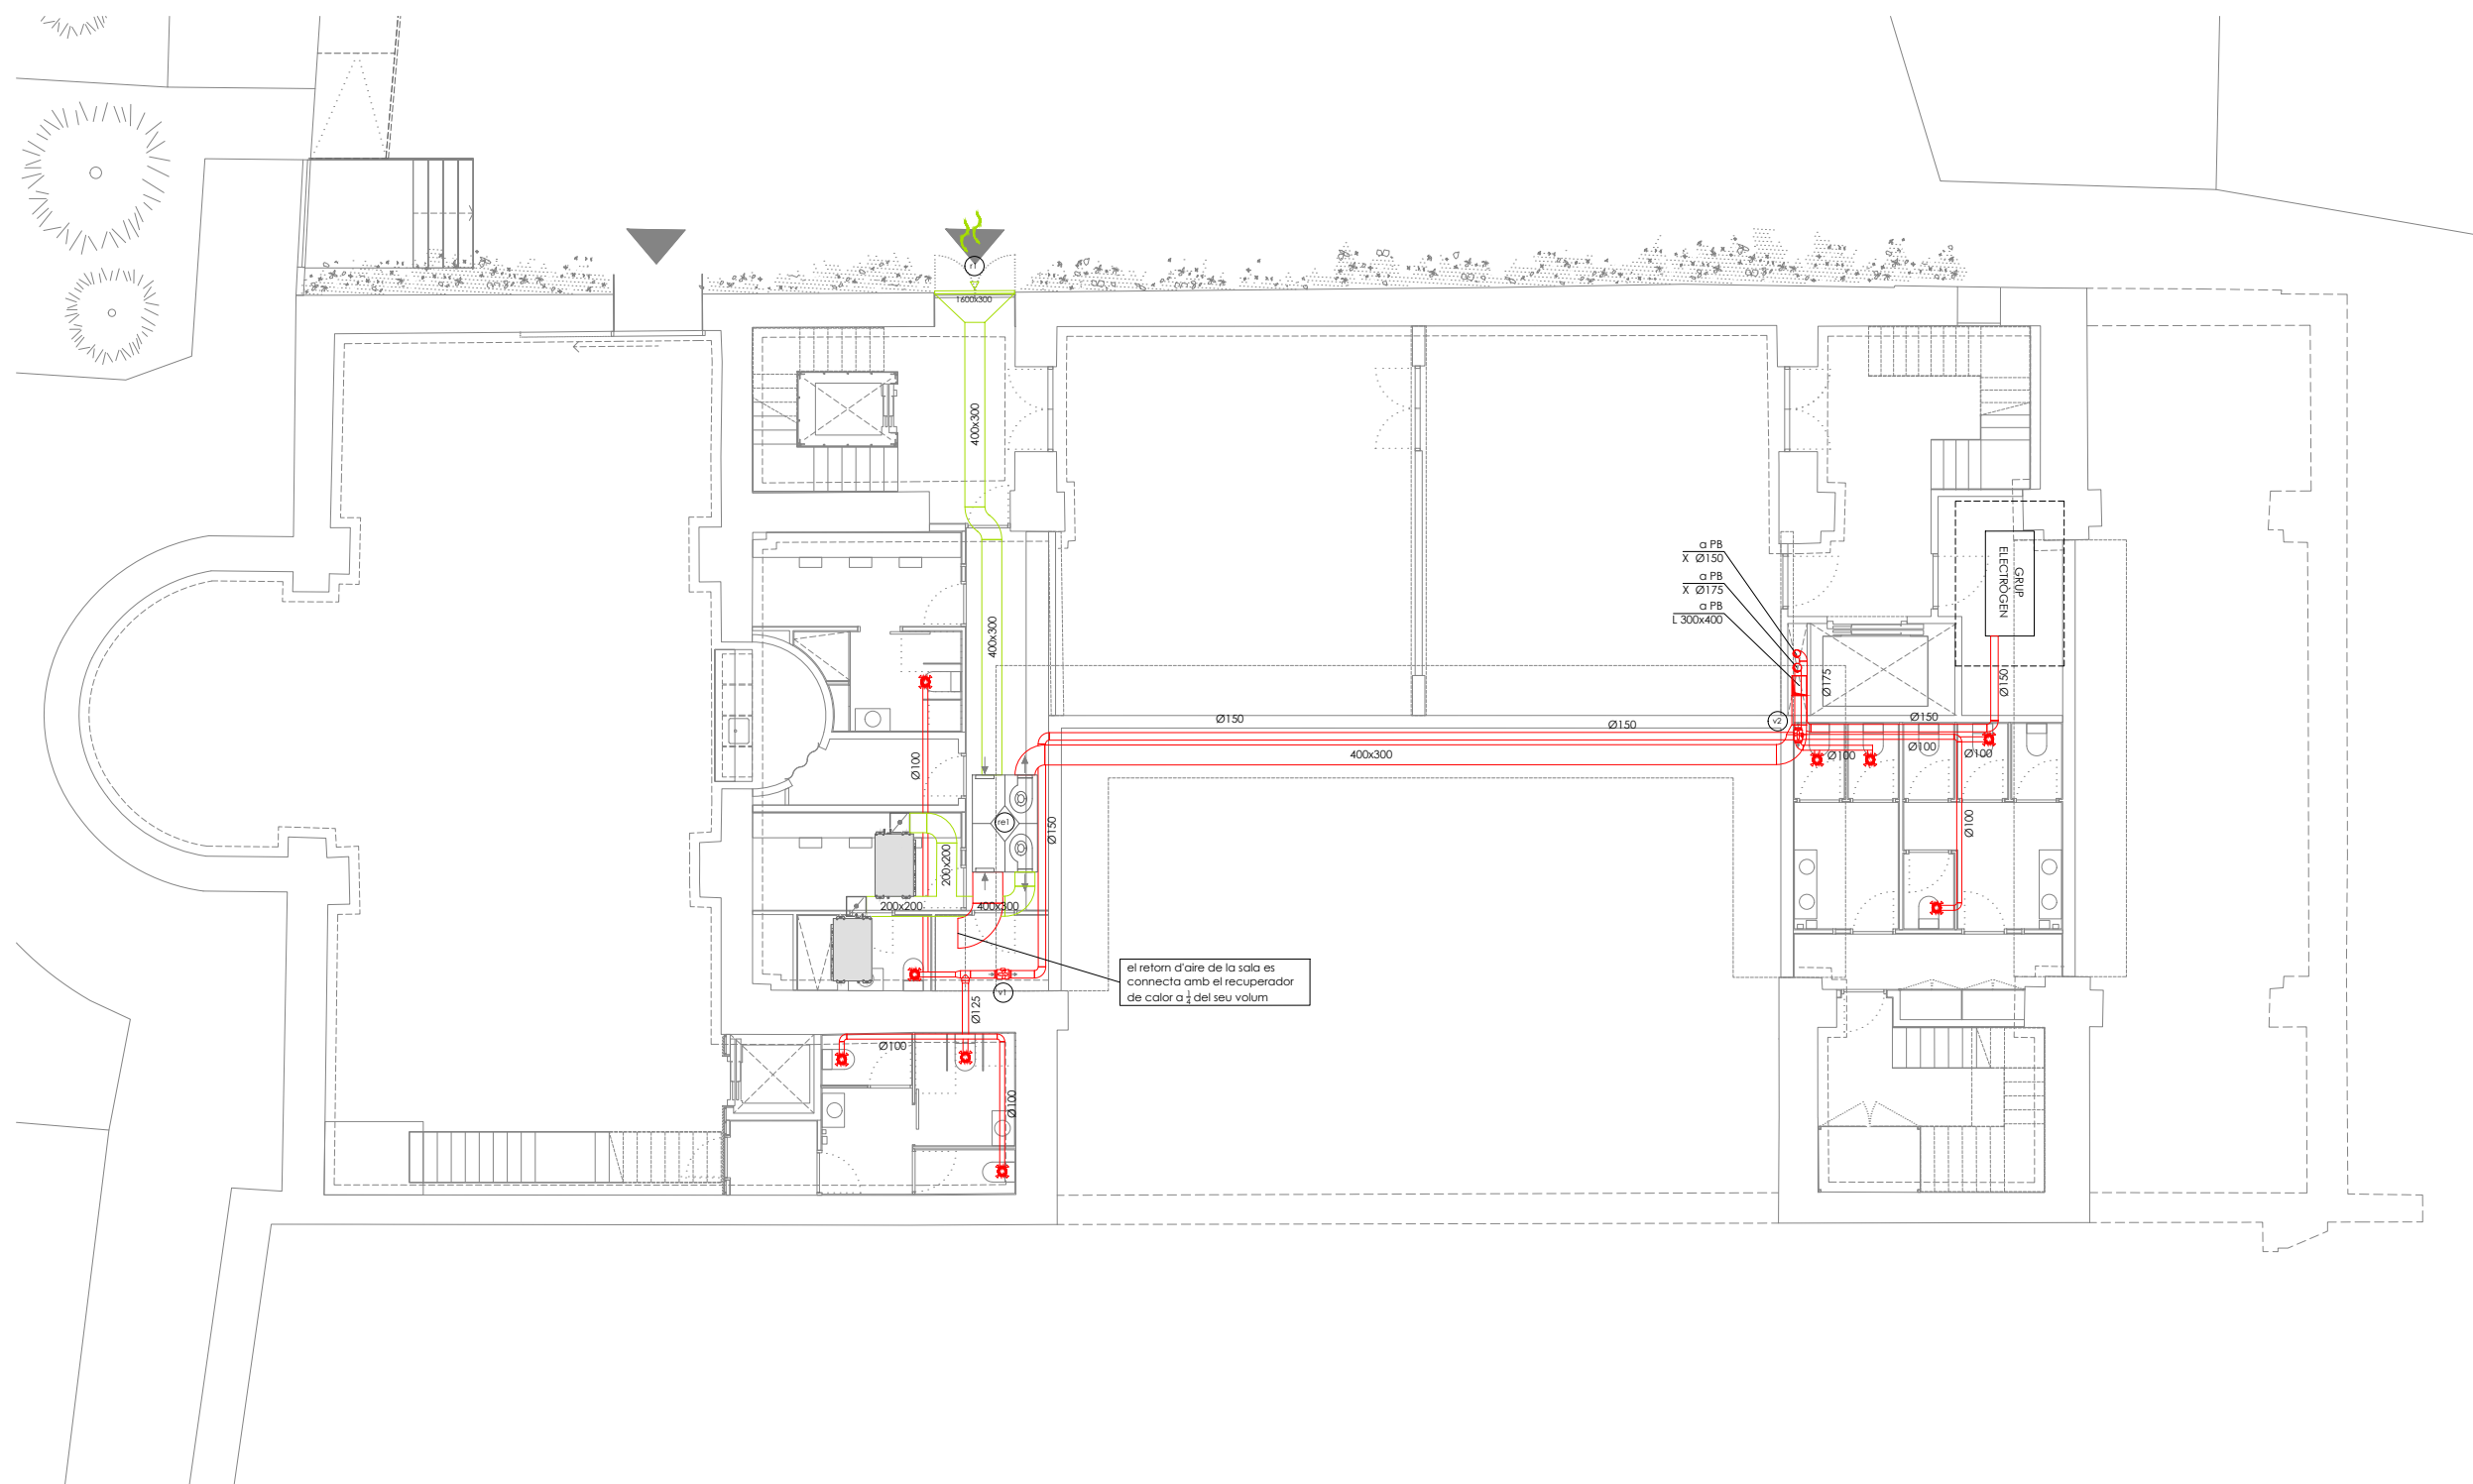 r1
1600x300
400x300
400x300
a PB
X Ø150
a PB
X Ø175
a PB
L 300x400
GRUP
ELECTRÒGEN
Ø175
Ø150
Ø150
Ø150
v2
Ø150
Ø100
Ø100
Ø100
400x300
Ø100
re1
Ø150
Ø100
200x200
200x200
400x300
el retorn d'aire de la sala es
connecta amb el recuperador
de calor a ¼ del seu volum
v1
Ø125
Ø100
Ø100